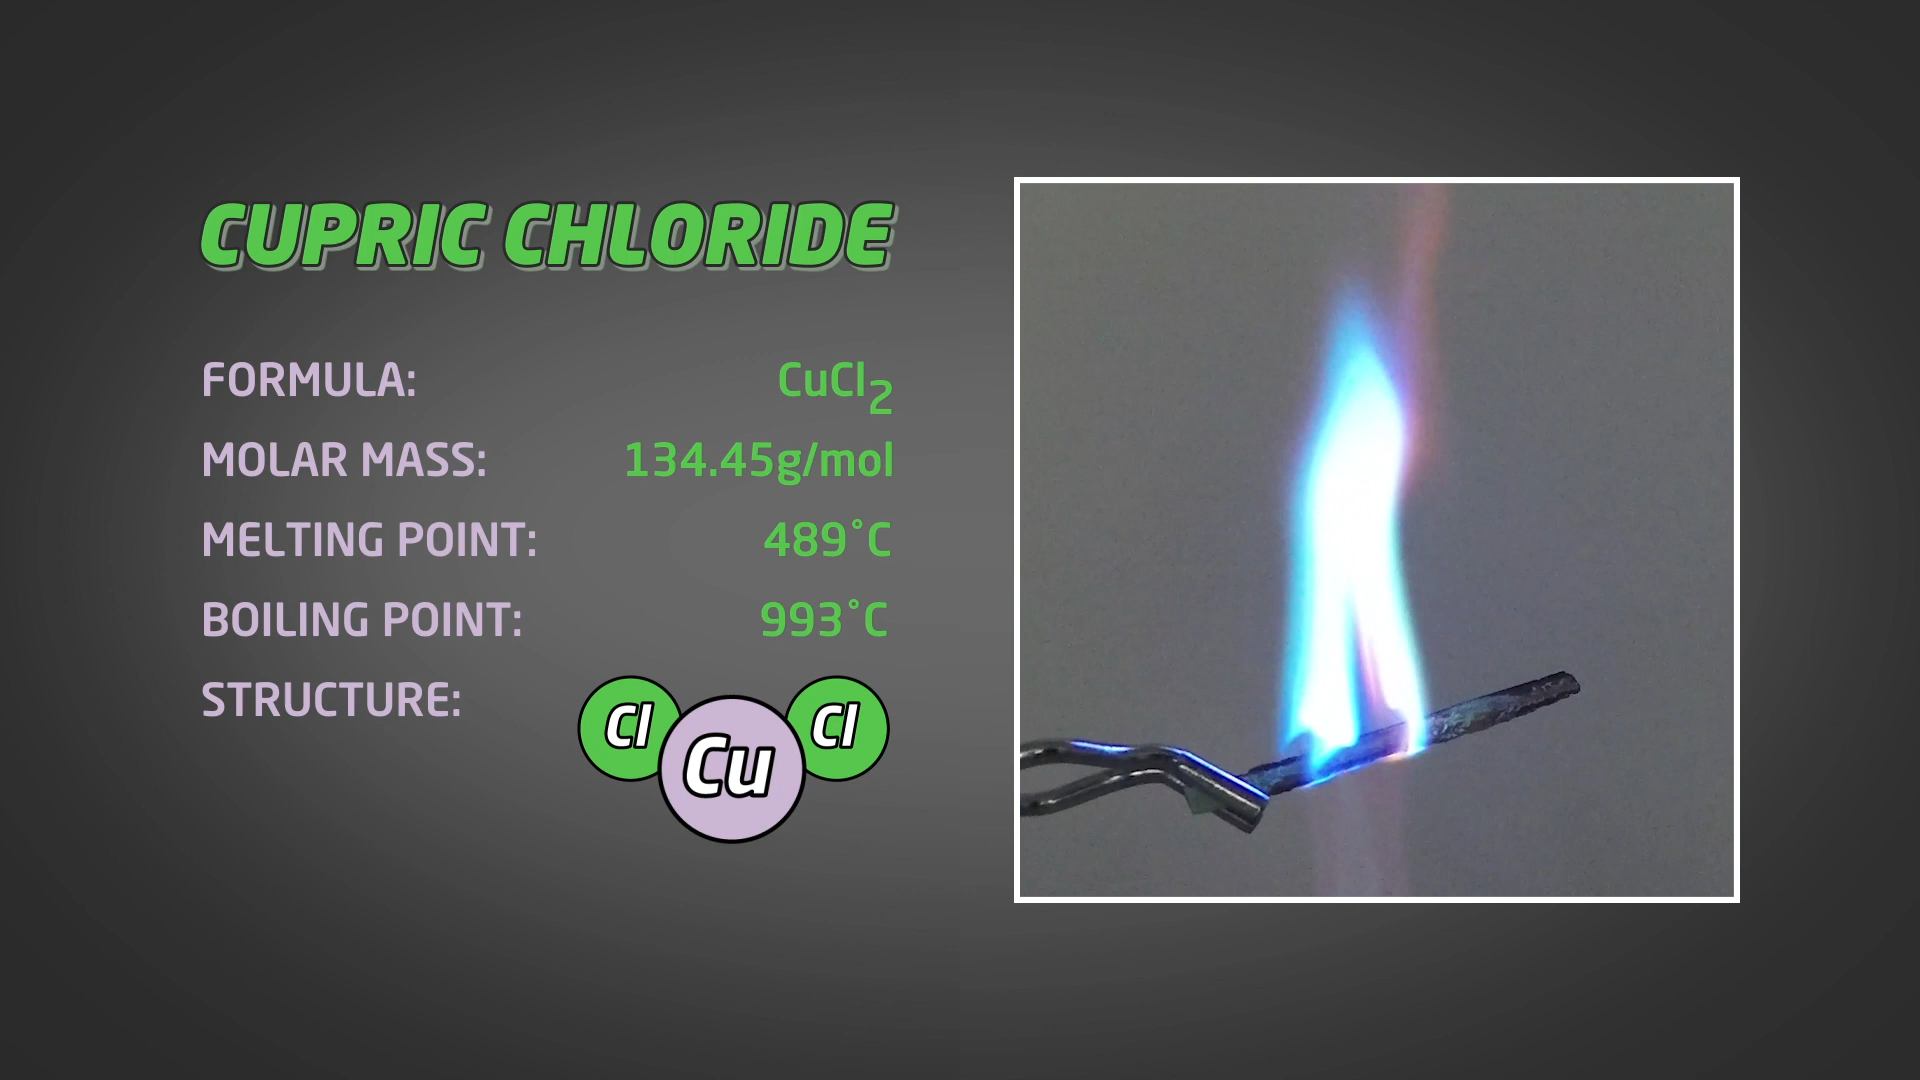 CUPRIC CHLORIDE
FORMULA: CuCl₂
MOLAR MASS: 134.45g/mol
MELTING POINT: 489°C
BOILING POINT: 993°C
STRUCTURE:
Cl Cu Cl